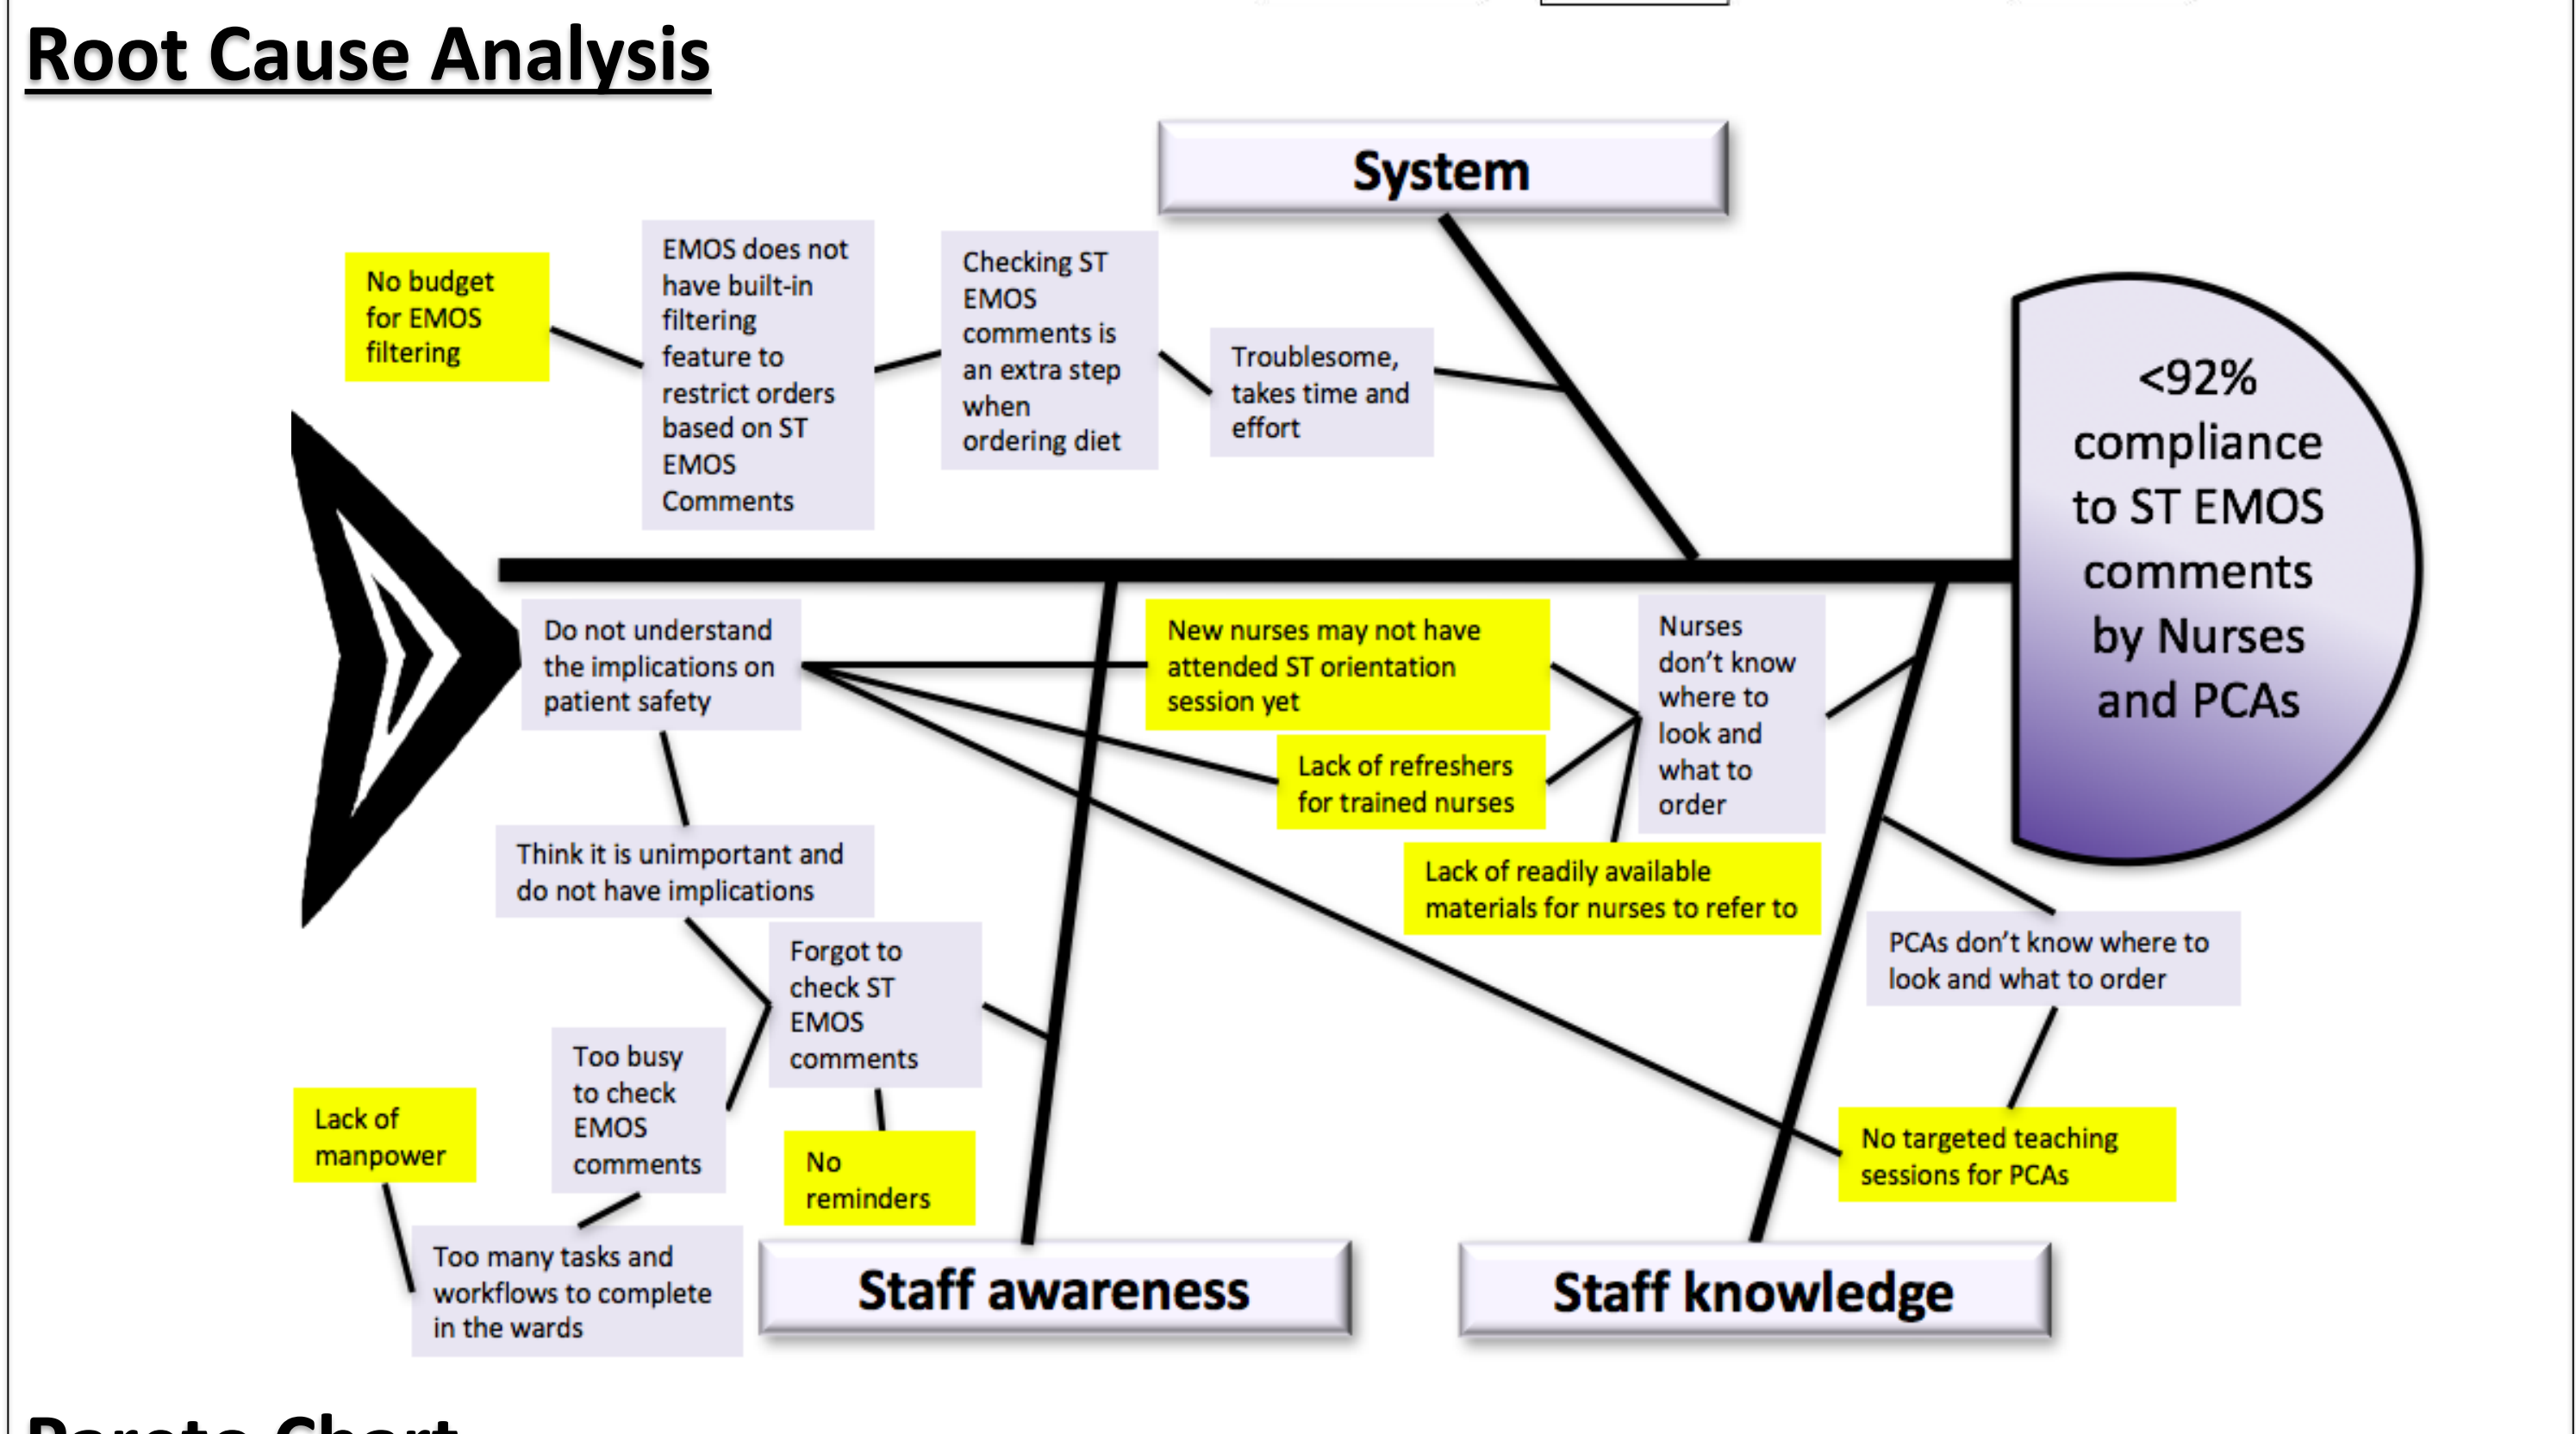 Root Cause Analysis
System
No budget
for EMOS
filtering
EMOS does not
have built-in
filtering
feature to
restrict orders
based on ST
EMOS
Comments
Checking ST
EMOS
comments is
an extra step
when
ordering diet
Troublesome,
takes time and
effort
<92%
compliance
to ST EMOS
comments
by Nurses
and PCAs
Do not understand
the implications on
patient safety
New nurses may not have
attended ST orientation
session yet
Nurses
don’t know
where to
look and
what to
order
Lack of refreshers
for trained nurses
Lack of readily available
materials for nurses to refer to
Think it is unimportant and
do not have implications
Forgot to
check ST
EMOS
comments
PCAs don’t know where to
look and what to order
Too busy
to check
EMOS
comments
Lack of
manpower
No
reminders
No targeted teaching
sessions for PCAs
Too many tasks and
workflows to complete
in the wards
Staff awareness
Staff knowledge
Pareto Chart